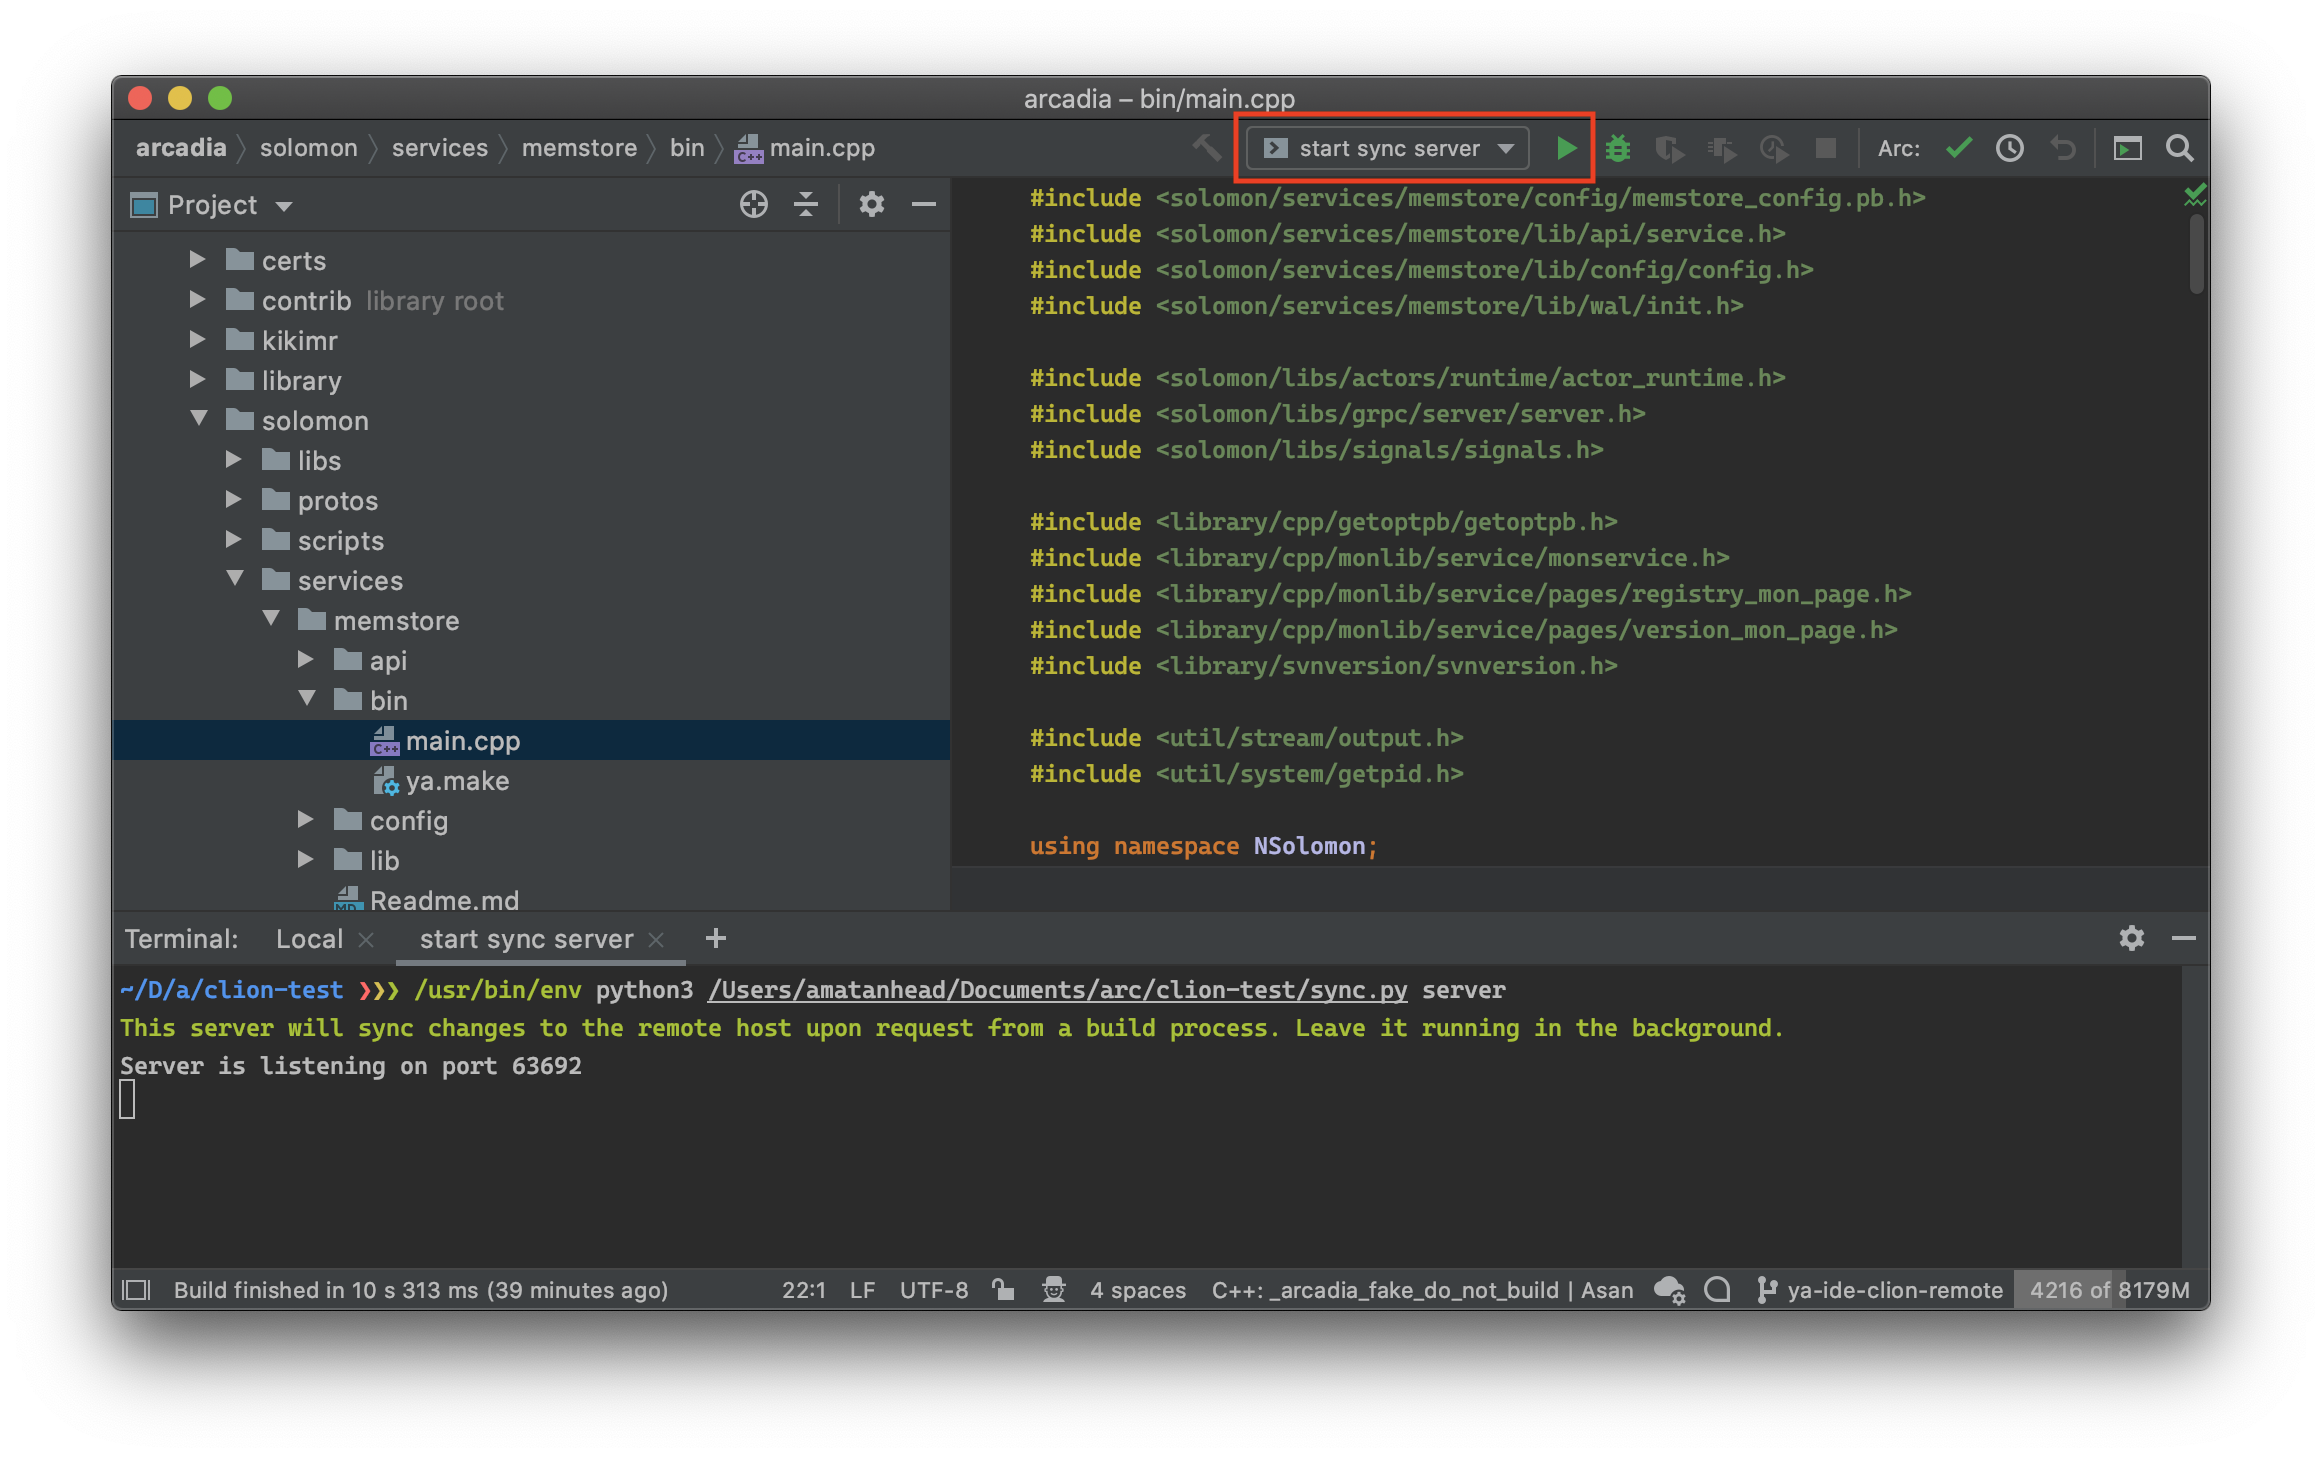 arcadia – bin/main.cpp
arcadia solomon services memstore bin main.cpp
start sync server
Arc:
Project
certs
contrib library root
kikimr
library
solomon
libs
protos
scripts
services
memstore
api
bin
main.cpp
ya.make
config
lib
Readme.md
#include <solomon/services/memstore/config/memstore_config.pb.h>
#include <solomon/services/memstore/lib/api/service.h>
#include <solomon/services/memstore/lib/config/config.h>
#include <solomon/services/memstore/lib/wal/init.h>
#include <solomon/libs/actors/runtime/actor_runtime.h>
#include <solomon/libs/grpc/server/server.h>
#include <solomon/libs/signals/signals.h>
#include <library/cpp/getoptpb/getoptpb.h>
#include <library/cpp/monlib/service/monservice.h>
#include <library/cpp/monlib/service/pages/registry_mon_page.h>
#include <library/cpp/monlib/service/pages/version_mon_page.h>
#include <library/svnversion/svnversion.h>
#include <util/stream/output.h>
#include <util/system/getpid.h>
using namespace NSolomon;
Terminal: Local start sync server
~/D/a/clion-test ❯❯❯ /usr/bin/env python3 /Users/amatanhead/Documents/arc/clion-test/sync.py server
This server will sync changes to the remote host upon request from a build process. Leave it running in the background.
Server is listening on port 63692
Build finished in 10 s 313 ms (39 minutes ago) 22:1 LF UTF-8 4 spaces C++: _arcadia_fake_do_not_build | Asan ya-ide-clion-remote 4216 of 8179M